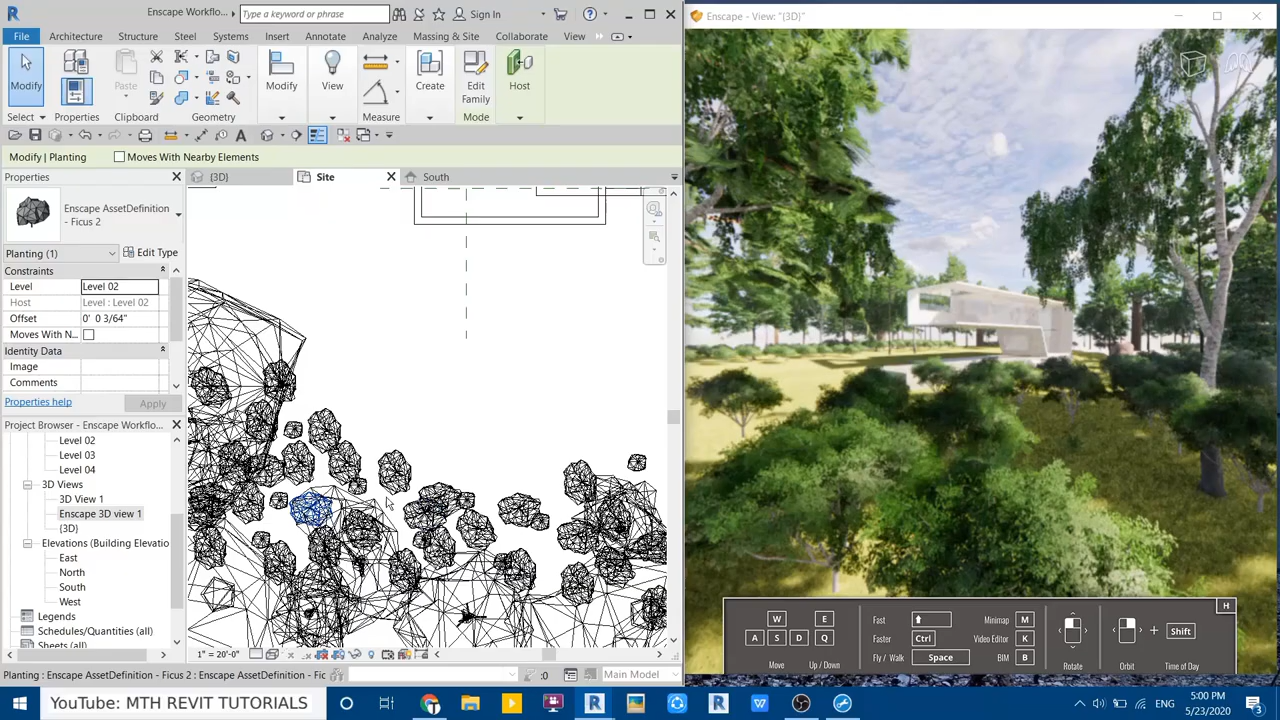 Enscape Workflo...
Type a keyword or phrase
Sign In
Enscape - View: "{3D}"
File
Architecture
Structure
Steel
Systems
Insert
Annotate
Analyze
Massing & Site
Collaborate
View
Modify
Paste
Modify
View
Create
Edit
Family
Host
Select
Properties
Clipboard
Geometry
Measure
Mode
Modify | Planting
Moves With Nearby Elements
Properties
{3D}
Site
South
Enscape AssetDefinition
- Ficus 2
Planting (1)
Edit Type
Constraints
Level
Level 02
Host
Level : Level 02
Offset
0' 0 3/64"
Moves With N...
Identity Data
Image
Comments
Properties help
Apply
Project Browser - Enscape Workflo...
Level 02
Level 03
Level 04
3D Views
3D View 1
Enscape 3D view 1
{3D}
Elevations (Building Elevatio
East
North
South
West
Legends
Schedules/Quantities (all)
Sheets (all)
1" = 20'-0"
Planting : Enscape AssetDefinition - Ficus 2 : Enscape AssetDefinition - Fic
:0
Main Model
H
W
E
A
S
D
Q
Move
Up / Down
Fast
Faster
Ctrl
Fly / Walk
Space
Minimap
M
Video Editor
K
BIM
B
Rotate
Orbit
+
Shift
Time of Day
YouTube: MTH REVIT TUTORIALS
ENG
5:00 PM
5/23/2020
3